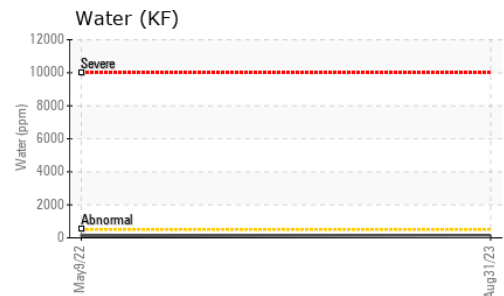 Water (KF)
12000
Severe
10000
8000
Water (ppm)
6000
4000
2000
Abnormal
0
May9/22
Aug31/23